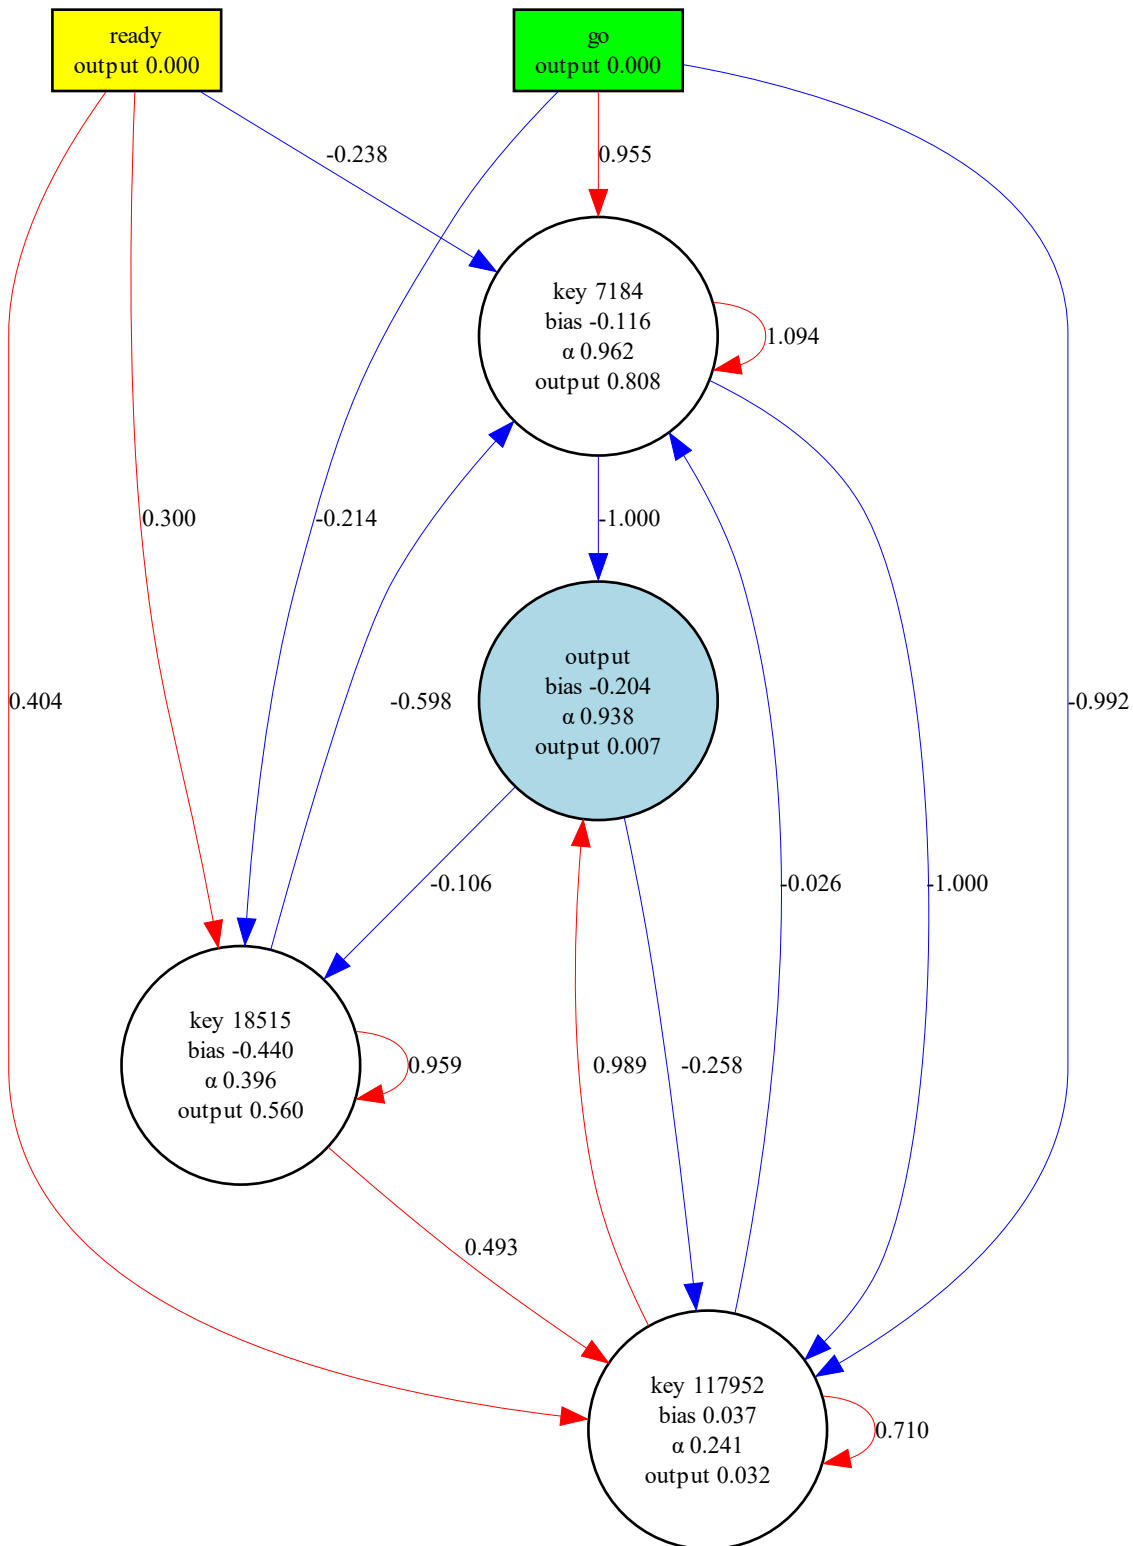 ready
output 0.000
go
output 0.000
-0.238
0.955
key 7184
bias -0.116
α 0.962
output 0.808
1.094
0.300
-0.214
-1.000
output
bias -0.204
α 0.938
output 0.007
0.404
-0.598
-0.992
-0.106
-0.026
-1.000
key 18515
bias -0.440
α 0.396
output 0.560
0.959
0.989
-0.258
0.493
key 117952
bias 0.037
α 0.241
output 0.032
0.710